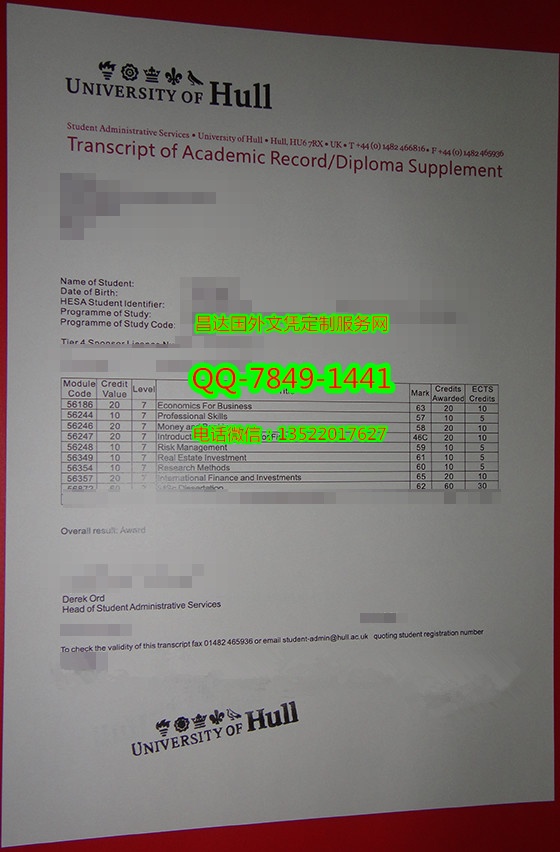 UNIVERSITY OF Hull
Student Administrative Services • University of Hull • Hull, HU6 7RX • UK • T +44 (0) 1482 466816 • F +44 (0) 1482 465936
Transcript of Academic Record/Diploma Supplement
Name of Student:
Date of Birth:
HESA Student Identifier:
Programme of Study:
Programme of Study Code:
昌达国外文凭定制服务网
Tier 4 Sponsor
QQ-7849-1441
Module Code Credit Value Level Mark Credits Awarded ECTS Credits
56186 20 7 Economics For Business 63 20 10
56244 10 7 Professional Skills 57 10 5
56246 20 7 Money and 58 20 10
56247 20 7 46C 20 10
电话微信：13522017627
56248 10 7 Risk Management 59 10 5
56349 10 7 Real Estate Investment 61 10 5
56354 10 7 Research Methods 60 10 5
56357 20 7 International Finance and Investments 65 20 10
56872 60 7 MSc Dissertation 62 60 30
Overall result: Award
Derek Ord
Head of Student Administrative Services
To check the validity of this transcript fax 01482 465936 or email student-admin@hull.ac.uk quoting student registration number
UNIVERSITY OF Hull